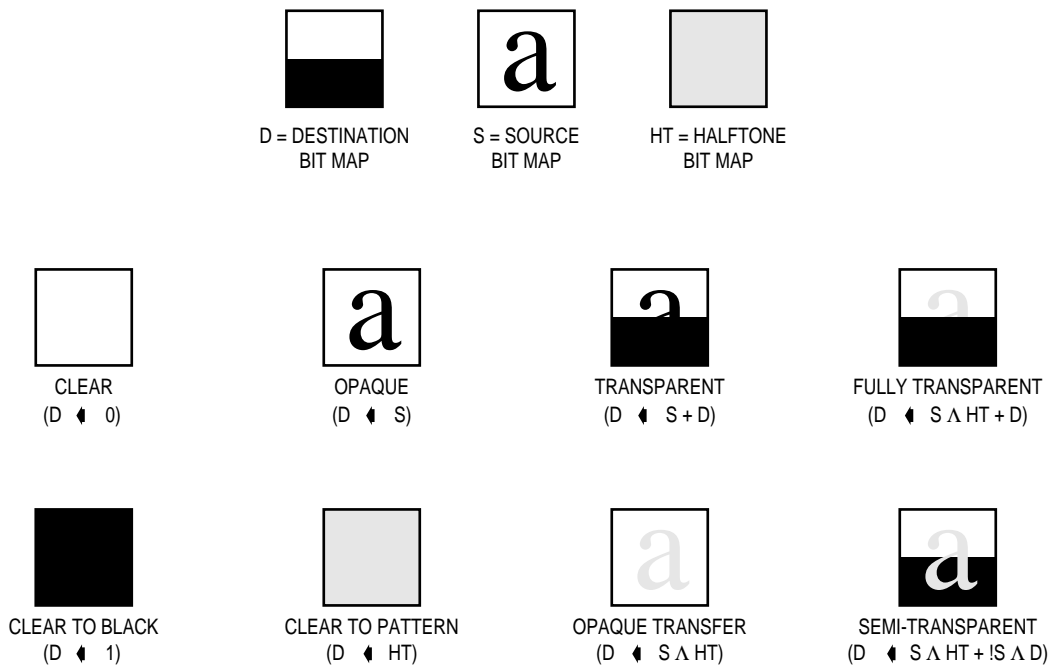 a
D = DESTINATION
BIT MAP
S = SOURCE
BIT MAP
HT = HALFTONE
BIT MAP
a
a
a
CLEAR
(D ⬅ 0)
OPAQUE
(D ⬅ S)
TRANSPARENT
(D ⬅ S + D)
FULLY TRANSPARENT
(D ⬅ S Λ HT + D)
a
a
CLEAR TO BLACK
(D ⬅ 1)
CLEAR TO PATTERN
(D ⬅ HT)
OPAQUE TRANSFER
(D ⬅ S Λ HT)
SEMI-TRANSPARENT
(D ⬅ S Λ HT + !S Λ D)